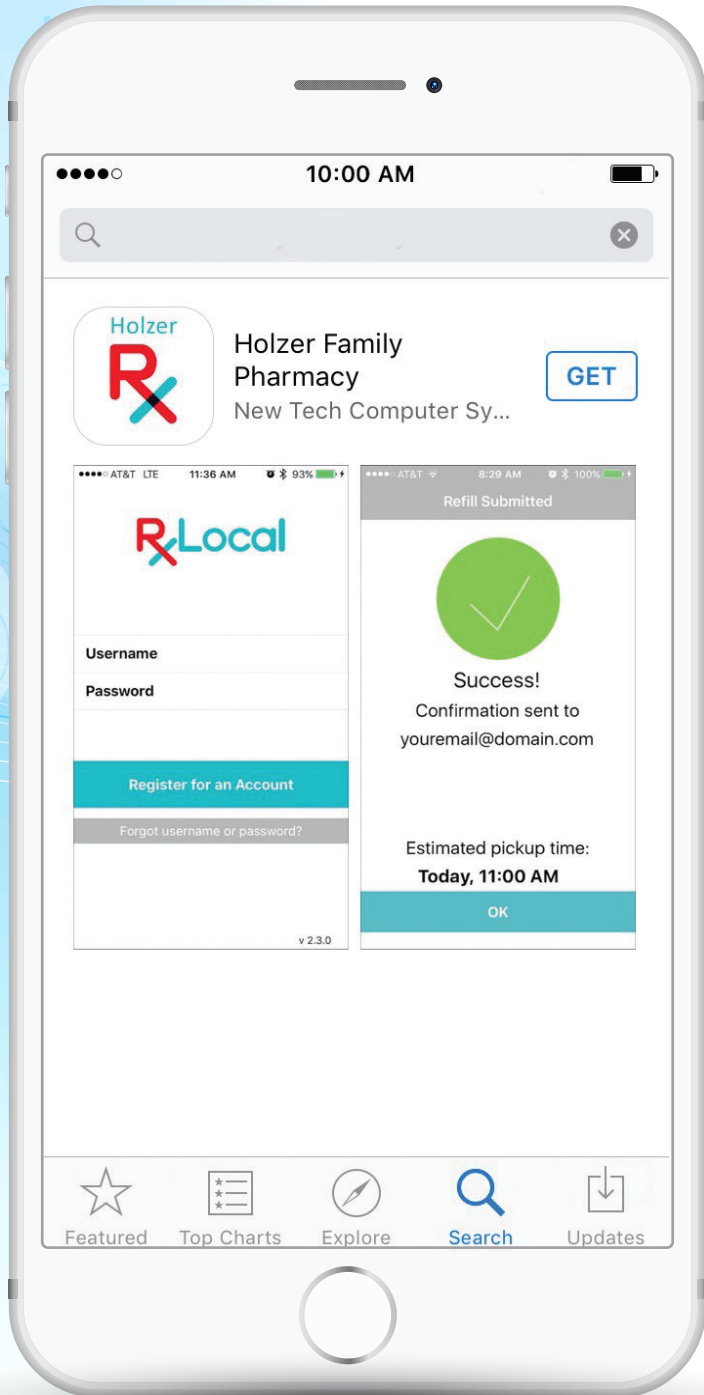 10:00 AM
Holzer
Rx
Holzer Family
Pharmacy
New Tech Computer Sy...
GET
AT&T LTE 11:36 AM 93%
RxLocal
Username
Password
Register for an Account
Forgot username or password?
v 2.3.0
AT&T 8:29 AM 100%
Refill Submitted
Success!
Confirmation sent to
youremail@domain.com
Estimated pickup time:
Today, 11:00 AM
OK
Featured Top Charts Explore Search Updates